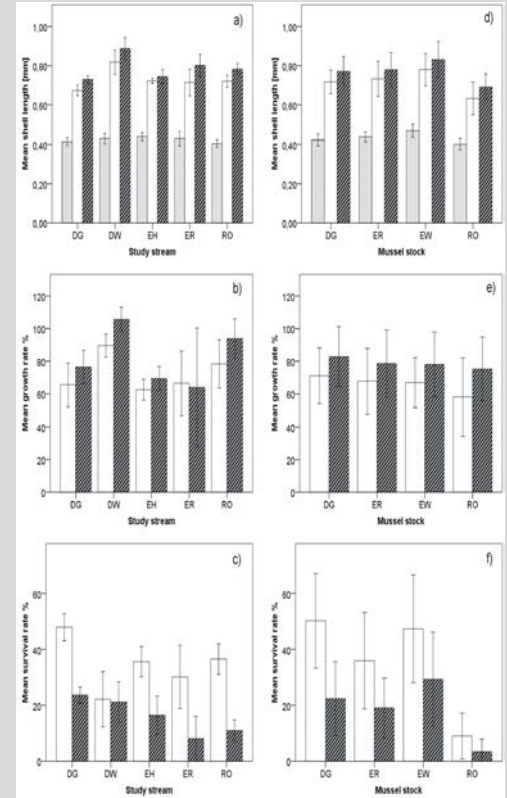 a)
Mean shell length [mm]
1,00
0,80
0,60
0,40
0,20
0,00
DG DW EH ER RO
Study stream
d)
Mean shell length [mm]
1,00
0,80
0,60
0,40
0,20
0,00
DG ER EW RO
Mussel stock
b)
Mean growth rate %
120
100
80
60
40
20
0
DG DW EH ER RO
Study stream
e)
Mean growth rate %
120
100
80
60
40
20
0
DG ER EW RO
Mussel stock
c)
Mean survival rate %
60
40
20
0
DG DW EH ER RO
Study stream
f)
Mean survival rate %
60
40
20
0
DG ER EW RO
Mussel stock